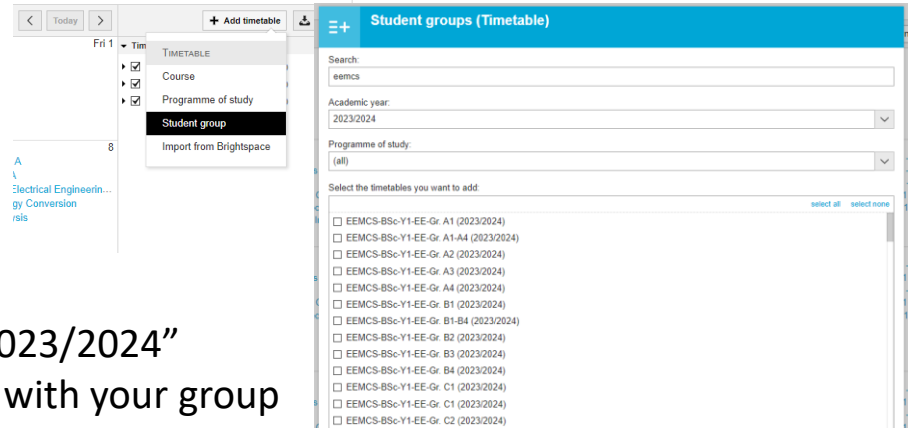 Today
+ Add timetable
Fri 1
Tim
TIMETABLE
Course
Programme of study
Student group
Import from Brightspace
8
A
Electrical Engineerin...
gy Conversion
ysis
023/2024”
with your group
Student groups (Timetable)
Search:
eemcs
Academic year:
2023/2024
Programme of study:
(all)
Select the timetables you want to add:
select all select none
EEMCS-BSc-Y1-EE-Gr. A1 (2023/2024)
EEMCS-BSc-Y1-EE-Gr. A1-A4 (2023/2024)
EEMCS-BSc-Y1-EE-Gr. A2 (2023/2024)
EEMCS-BSc-Y1-EE-Gr. A3 (2023/2024)
EEMCS-BSc-Y1-EE-Gr. A4 (2023/2024)
EEMCS-BSc-Y1-EE-Gr. B1 (2023/2024)
EEMCS-BSc-Y1-EE-Gr. B1-B4 (2023/2024)
EEMCS-BSc-Y1-EE-Gr. B2 (2023/2024)
EEMCS-BSc-Y1-EE-Gr. B3 (2023/2024)
EEMCS-BSc-Y1-EE-Gr. B4 (2023/2024)
EEMCS-BSc-Y1-EE-Gr. C1 (2023/2024)
EEMCS-BSc-Y1-EE-Gr. C1 (2023/2024)
EEMCS-BSc-Y1-EE-Gr. C2 (2023/2024)